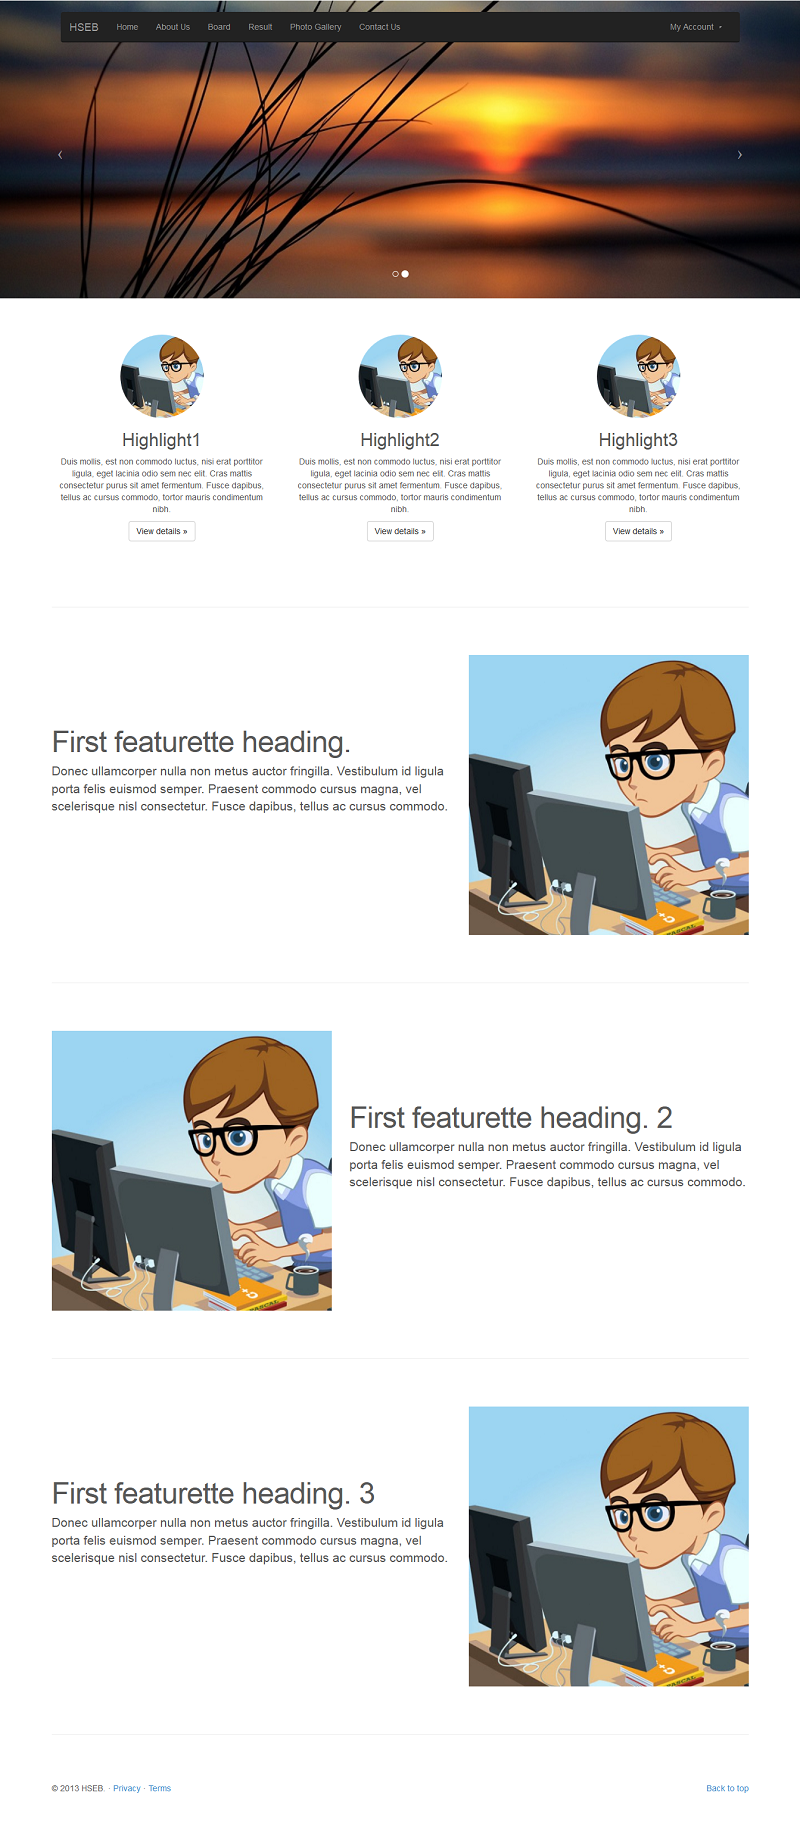 HSEB Home About Us Board Result Photo Gallery Contact Us My Account
Highlight1
Duis mollis, est non commodo luctus, nisi erat porttitor
ligula, eget lacinia odio sem nec elit. Cras mattis
consectetur purus sit amet fermentum. Fusce dapibus,
tellus ac cursus commodo, tortor mauris condimentum
nibh.
View details »
Highlight2
Duis mollis, est non commodo luctus, nisi erat porttitor
ligula, eget lacinia odio sem nec elit. Cras mattis
consectetur purus sit amet fermentum. Fusce dapibus,
tellus ac cursus commodo, tortor mauris condimentum
nibh.
View details »
Highlight3
Duis mollis, est non commodo luctus, nisi erat porttitor
ligula, eget lacinia odio sem nec elit. Cras mattis
consectetur purus sit amet fermentum. Fusce dapibus,
tellus ac cursus commodo, tortor mauris condimentum
nibh.
View details »
First featurette heading.
Donec ullamcorper nulla non metus auctor fringilla. Vestibulum id ligula
porta felis euismod semper. Praesent commodo cursus magna, vel
scelerisque nisl consectetur. Fusce dapibus, tellus ac cursus commodo.
First featurette heading. 2
Donec ullamcorper nulla non metus auctor fringilla. Vestibulum id ligula
porta felis euismod semper. Praesent commodo cursus magna, vel
scelerisque nisl consectetur. Fusce dapibus, tellus ac cursus commodo.
First featurette heading. 3
Donec ullamcorper nulla non metus auctor fringilla. Vestibulum id ligula
porta felis euismod semper. Praesent commodo cursus magna, vel
scelerisque nisl consectetur. Fusce dapibus, tellus ac cursus commodo.
© 2013 HSEB. · Privacy · Terms Back to top